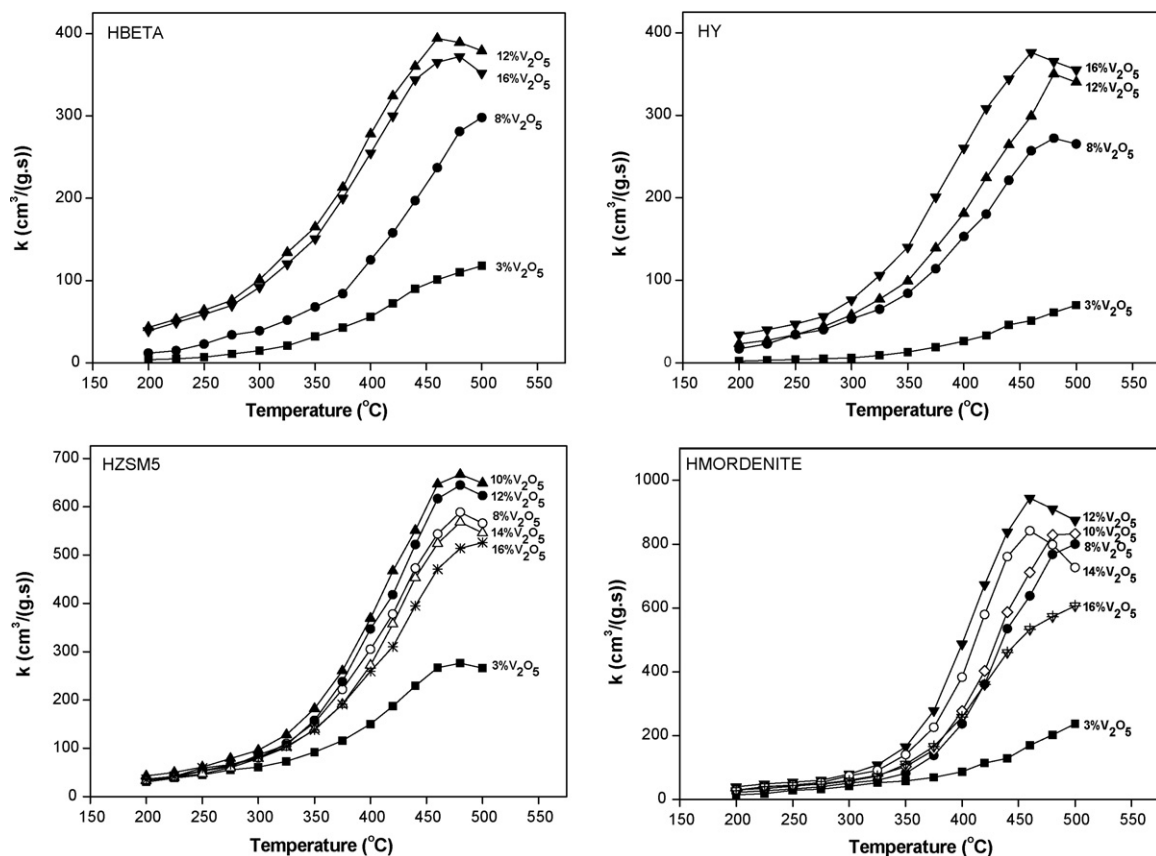 HBETA
400
300
200
100
0
k (cm³/(g.s))
12%V₂O₅
16%V₂O₅
8%V₂O₅
3%V₂O₅
150 200 250 300 350 400 450 500 550
Temperature (°C)
HY
400
300
200
100
0
k (cm³/(g.s))
16%V₂O₅
12%V₂O₅
8%V₂O₅
3%V₂O₅
150 200 250 300 350 400 450 500 550
Temperature (°C)
HZSM5
700
600
500
400
300
200
100
0
k (cm³/(g.s))
10%V₂O₅
12%V₂O₅
8%V₂O₅
14%V₂O₅
16%V₂O₅
3%V₂O₅
150 200 250 300 350 400 450 500 550
Temperature (°C)
HMORDENITE
1000
800
600
400
200
0
k (cm³/(g.s))
12%V₂O₅
10%V₂O₅
8%V₂O₅
14%V₂O₅
16%V₂O₅
3%V₂O₅
150 200 250 300 350 400 450 500 550
Temperature (°C)